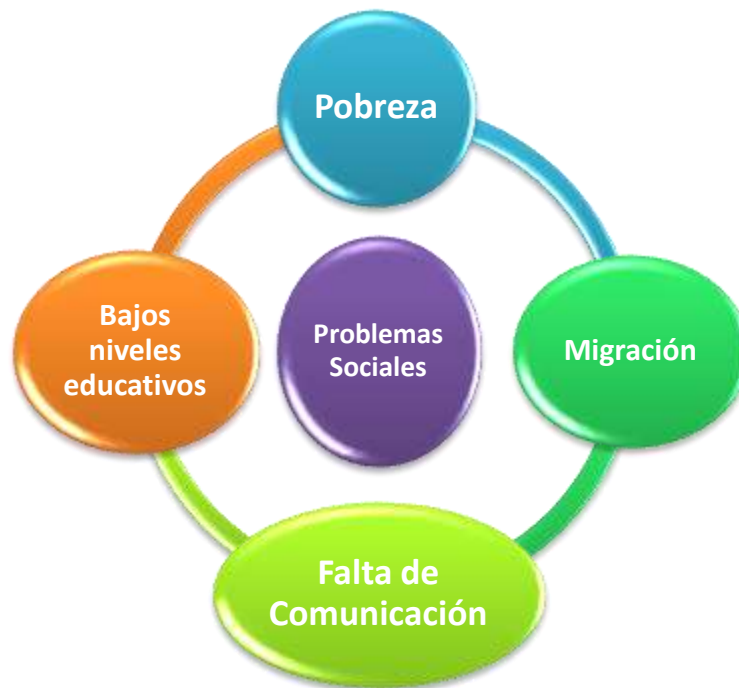 Pobreza
Bajos
niveles
educativos
Problemas
Sociales
Migración
Falta de
Comunicación